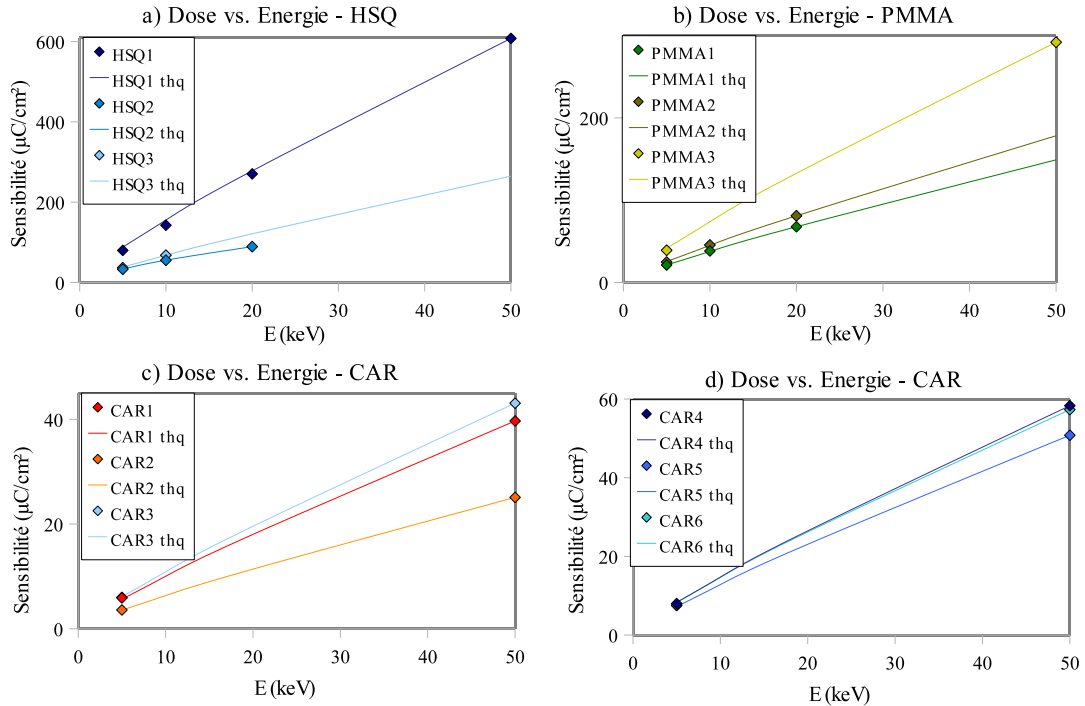 a) Dose vs. Energie - HSQ
Sensibilité (µC/cm²)
600
400
200
0
HSQ1
HSQ1 thq
HSQ2
HSQ2 thq
HSQ3
HSQ3 thq
0 10 20 30 40 50
E (keV)
b) Dose vs. Energie - PMMA
Sensibilité (µC/cm²)
200
0
PMMA1
PMMA1 thq
PMMA2
PMMA2 thq
PMMA3
PMMA3 thq
0 10 20 30 40 50
E (keV)
c) Dose vs. Energie - CAR
Sensibilité (µC/cm²)
40
20
0
CAR1
CAR1 thq
CAR2
CAR2 thq
CAR3
CAR3 thq
0 10 20 30 40 50
E (keV)
d) Dose vs. Energie - CAR
Sensibilité (µC/cm²)
60
40
20
0
CAR4
CAR4 thq
CAR5
CAR5 thq
CAR6
CAR6 thq
0 10 20 30 40 50
E (keV)